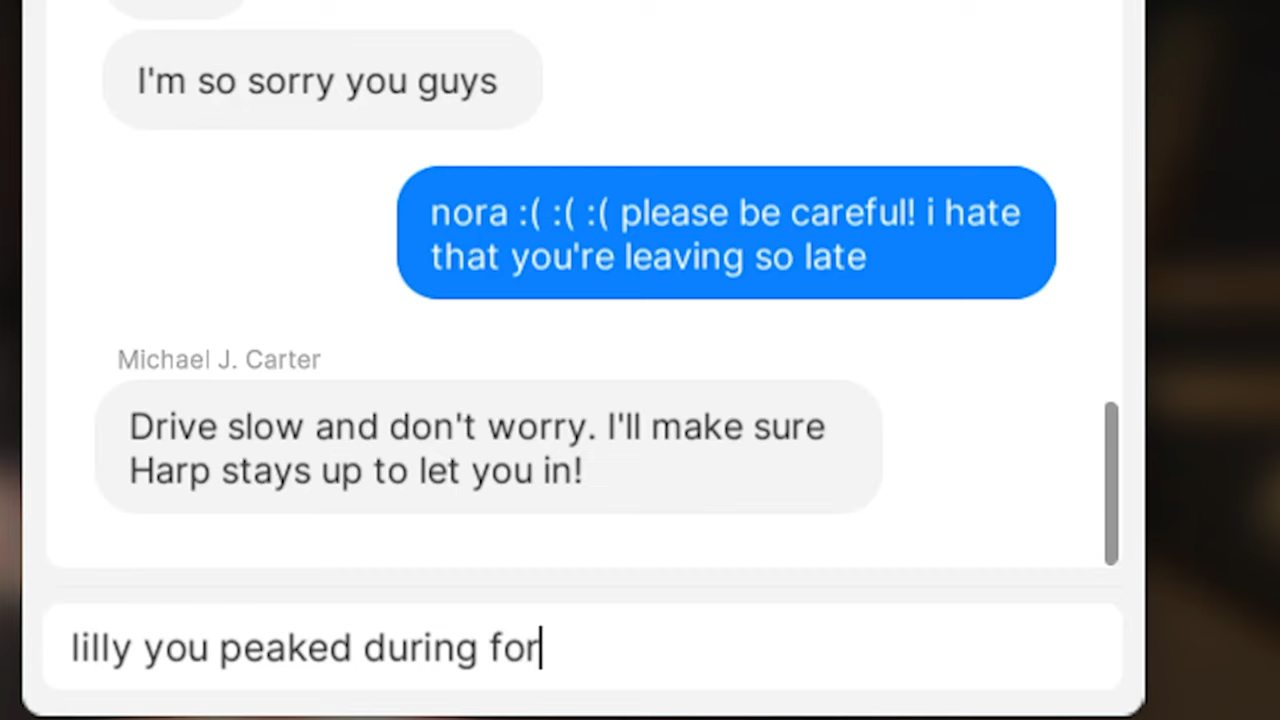 I'm so sorry you guys
nora :( :( :( please be careful! i hate
that you're leaving so late
Michael J. Carter
Drive slow and don't worry. I'll make sure
Harp stays up to let you in!
lilly you peaked during for